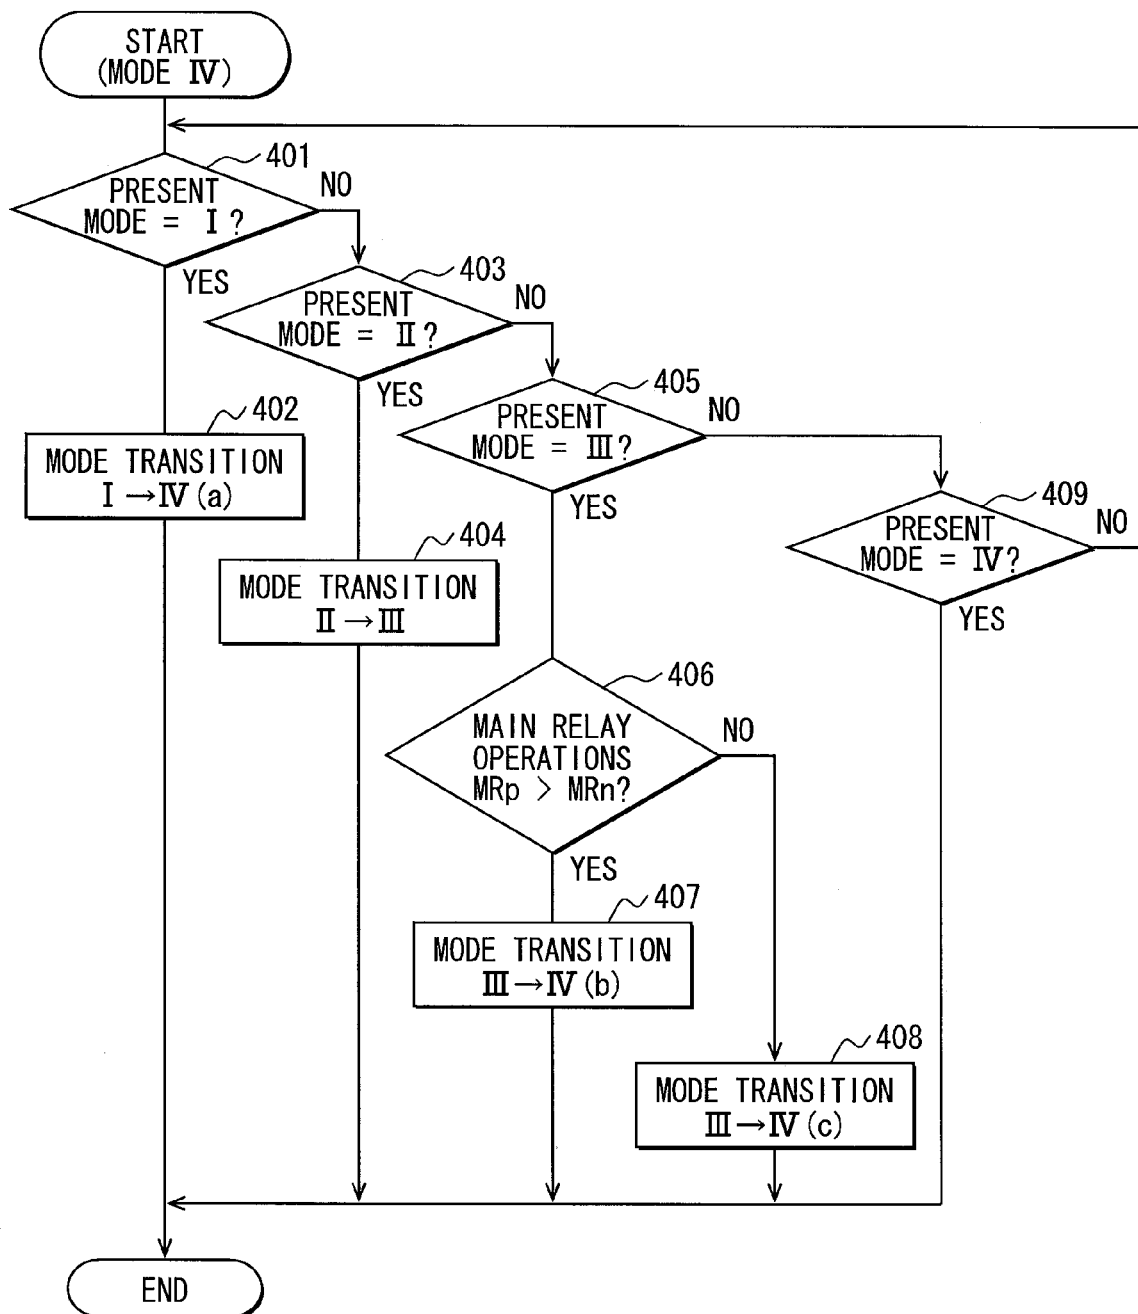 START
(MODE Ⅳ)
401
PRESENT
MODE = Ⅰ?
NO
YES
403
PRESENT
MODE = Ⅱ?
NO
YES
405
PRESENT
MODE = Ⅲ?
NO
YES
402
MODE TRANSITION
Ⅰ→Ⅳ(a)
409
PRESENT
MODE = Ⅳ?
NO
YES
404
MODE TRANSITION
Ⅱ→Ⅲ
406
MAIN RELAY
OPERATIONS
MRp > MRn?
NO
YES
407
MODE TRANSITION
Ⅲ→Ⅳ(b)
408
MODE TRANSITION
Ⅲ→Ⅳ(c)
END